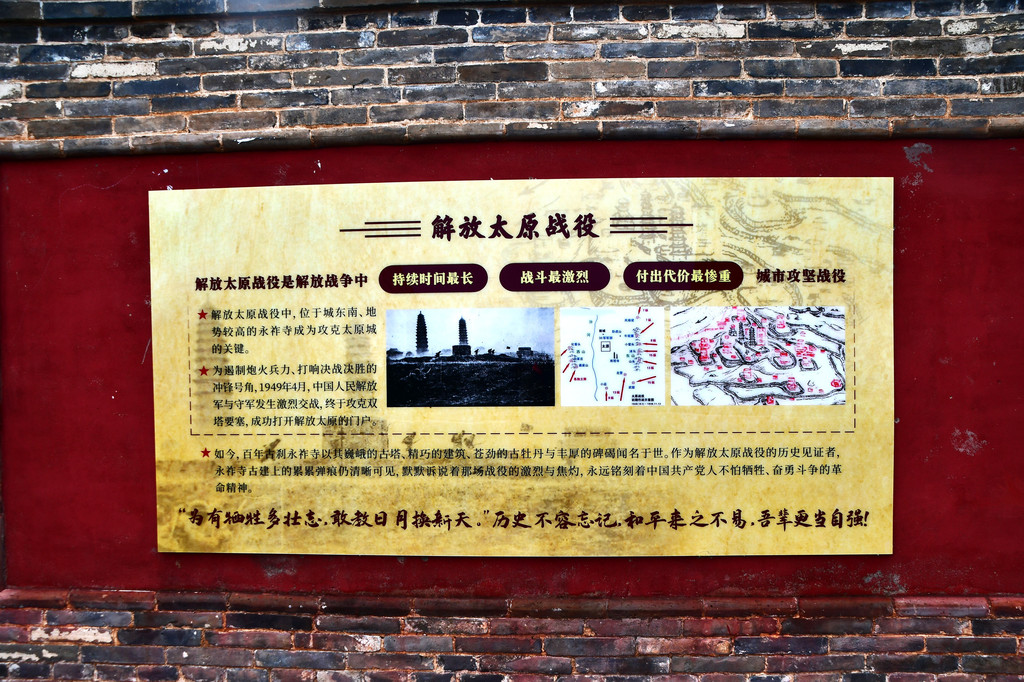 解放太原战役
解放太原战役是解放战争中 持续时间最长 战斗最激烈 付出代价最惨重 城市攻坚战役
★解放太原战役中,位于城东南、地
势较高的永祚寺成为攻克太原城
的关键。
★为遏制炮火兵力、打响决战决胜的
冲锋号角,1949年4月,中国人民解放
军与守军发生激烈交战,终于攻克双
塔要塞,成功打开解放太原的门户。
★如今,百年古刹永祚寺以其巍峨的古塔、精巧的建筑、苍劲的古牡丹与丰厚的碑碣闻名于世。作为解放太原战役的历史见证者,
永祚寺古建上的累累弹痕仍清晰可见,默默诉说着那场战役的激烈与焦灼,永远铭刻着中国共产党人不怕牺牲、奋勇斗争的革
命精神。
“为有牺牲多壮志,敢教日月换新天。”历史不容忘记,和平来之不易,吾辈更当自强!